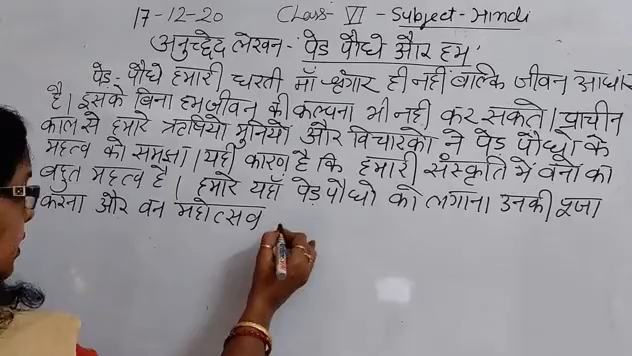 17-12-20 Class- VI - Subject - Hindi
अनुच्छेद लेखन- पेड़ पौधे और हम
पेड़- पौधे हमारी धरती माँ श्रृंगार ही नहीं बाल्कि जीवन आधार
है। इसके बिना हम जीवन की कल्पना भी नही कर सकते। प्राचीन
काल से हमारे ऋषियो मुनियों और विचारको ने पेड़ पौधो के
महत्व को समझा। यही कारण है कि हमारी संस्कृति में वनो का
बहुत महत्व है। हमारे यहाँ पेड़ पौधो को लगाना उनकी पूजा
करना और वन महोत्सव